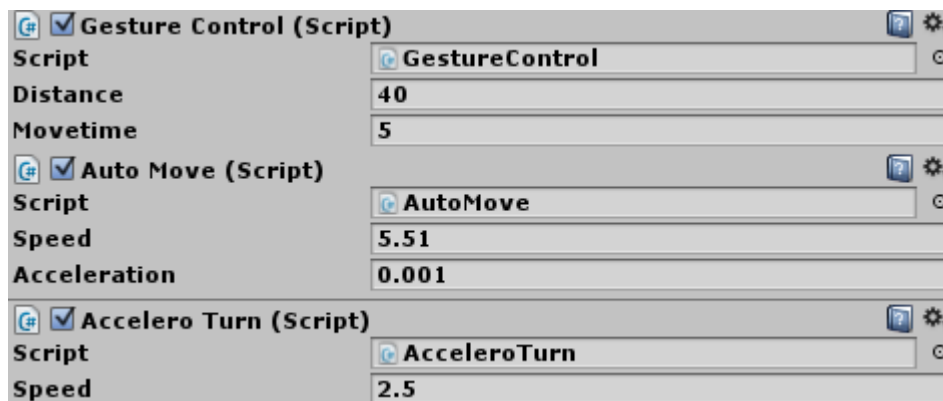 Gesture Control (Script)
Script GestureControl
Distance 40
Movetime 5
Auto Move (Script)
Script AutoMove
Speed 5.51
Acceleration 0.001
Accelero Turn (Script)
Script AcceleroTurn
Speed 2.5